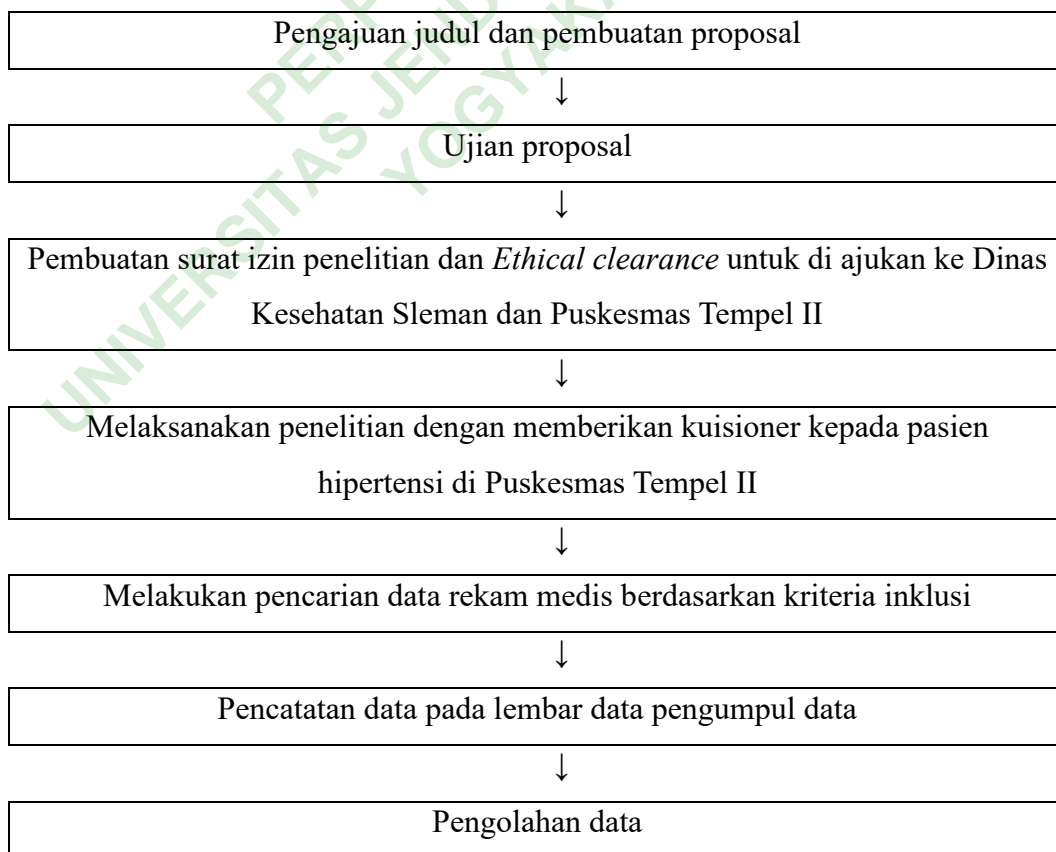 Pengajuan judul dan pembuatan proposal
↓
Ujian proposal
↓
Pembuatan surat izin penelitian dan Ethical clearance untuk di ajukan ke Dinas
Kesehatan Sleman dan Puskesmas Tempel II
↓
Melaksanakan penelitian dengan memberikan kuisioner kepada pasien
hipertensi di Puskesmas Tempel II
↓
Melakukan pencarian data rekam medis berdasarkan kriteria inklusi
↓
Pencatatan data pada lembar data pengumpul data
↓
Pengolahan data
UNIVERSITAS